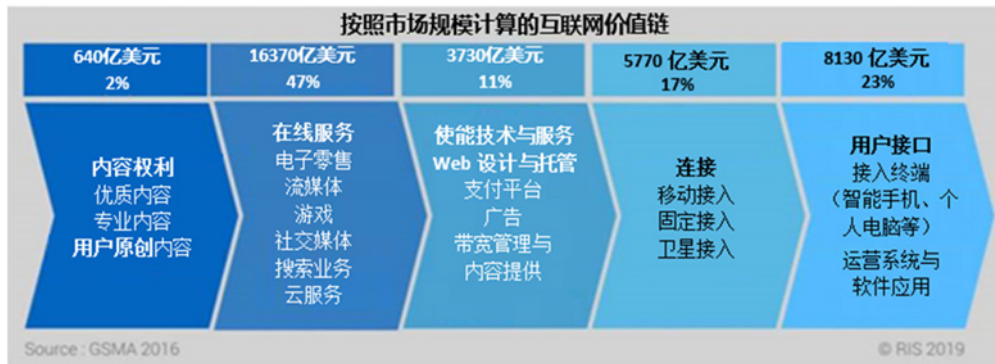 按照市场规模计算的互联网价值链
640亿美元
2%
16370亿美元
47%
3730亿美元
11%
5770 亿美元
17%
8130 亿美元
23%
内容权利
优质内容
专业内容
用户原创内容
在线服务
电子零售
流媒体
游戏
社交媒体
搜索业务
云服务
使能技术与服务
Web 设计与托管
支付平台
广告
带宽管理与
内容提供
连接
移动接入
固定接入
卫星接入
用户接口
接入终端
（智能手机、个
人电脑等）
运营系统与
软件应用
Source : GSMA 2016
© RIS 2019